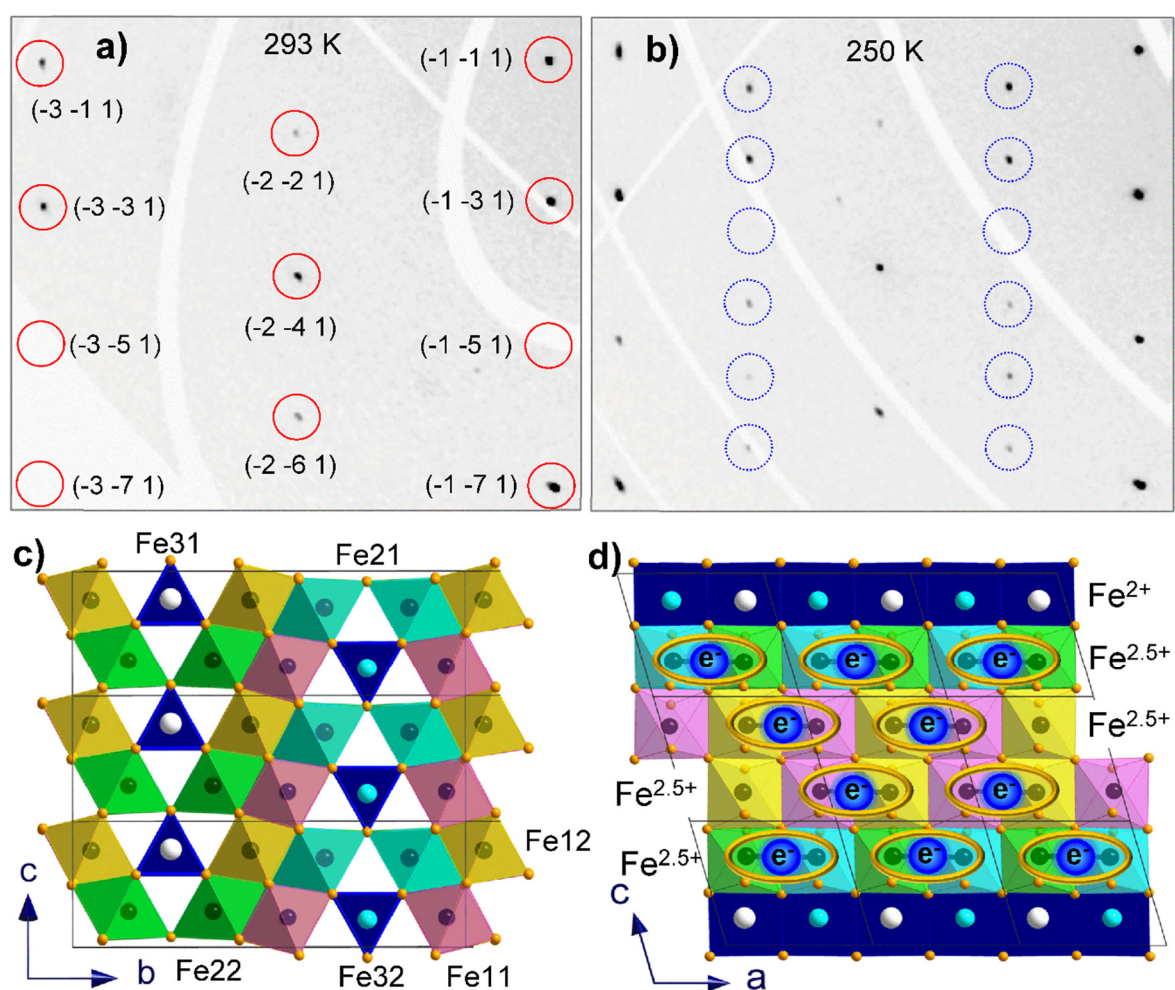 a)
293 K
(-3 -1 1)
(-1 -1 1)
(-2 -2 1)
(-3 -3 1)
(-1 -3 1)
(-2 -4 1)
(-3 -5 1)
(-1 -5 1)
(-2 -6 1)
(-3 -7 1)
(-1 -7 1)
b)
250 K
c)
Fe31
Fe21
Fe12
c
b
Fe22
Fe32
Fe11
d)
Fe2+
e- e- e-
Fe2.5+
e- e-
Fe2.5+
e- e-
Fe2.5+
e- e- e-
Fe2.5+
c
a